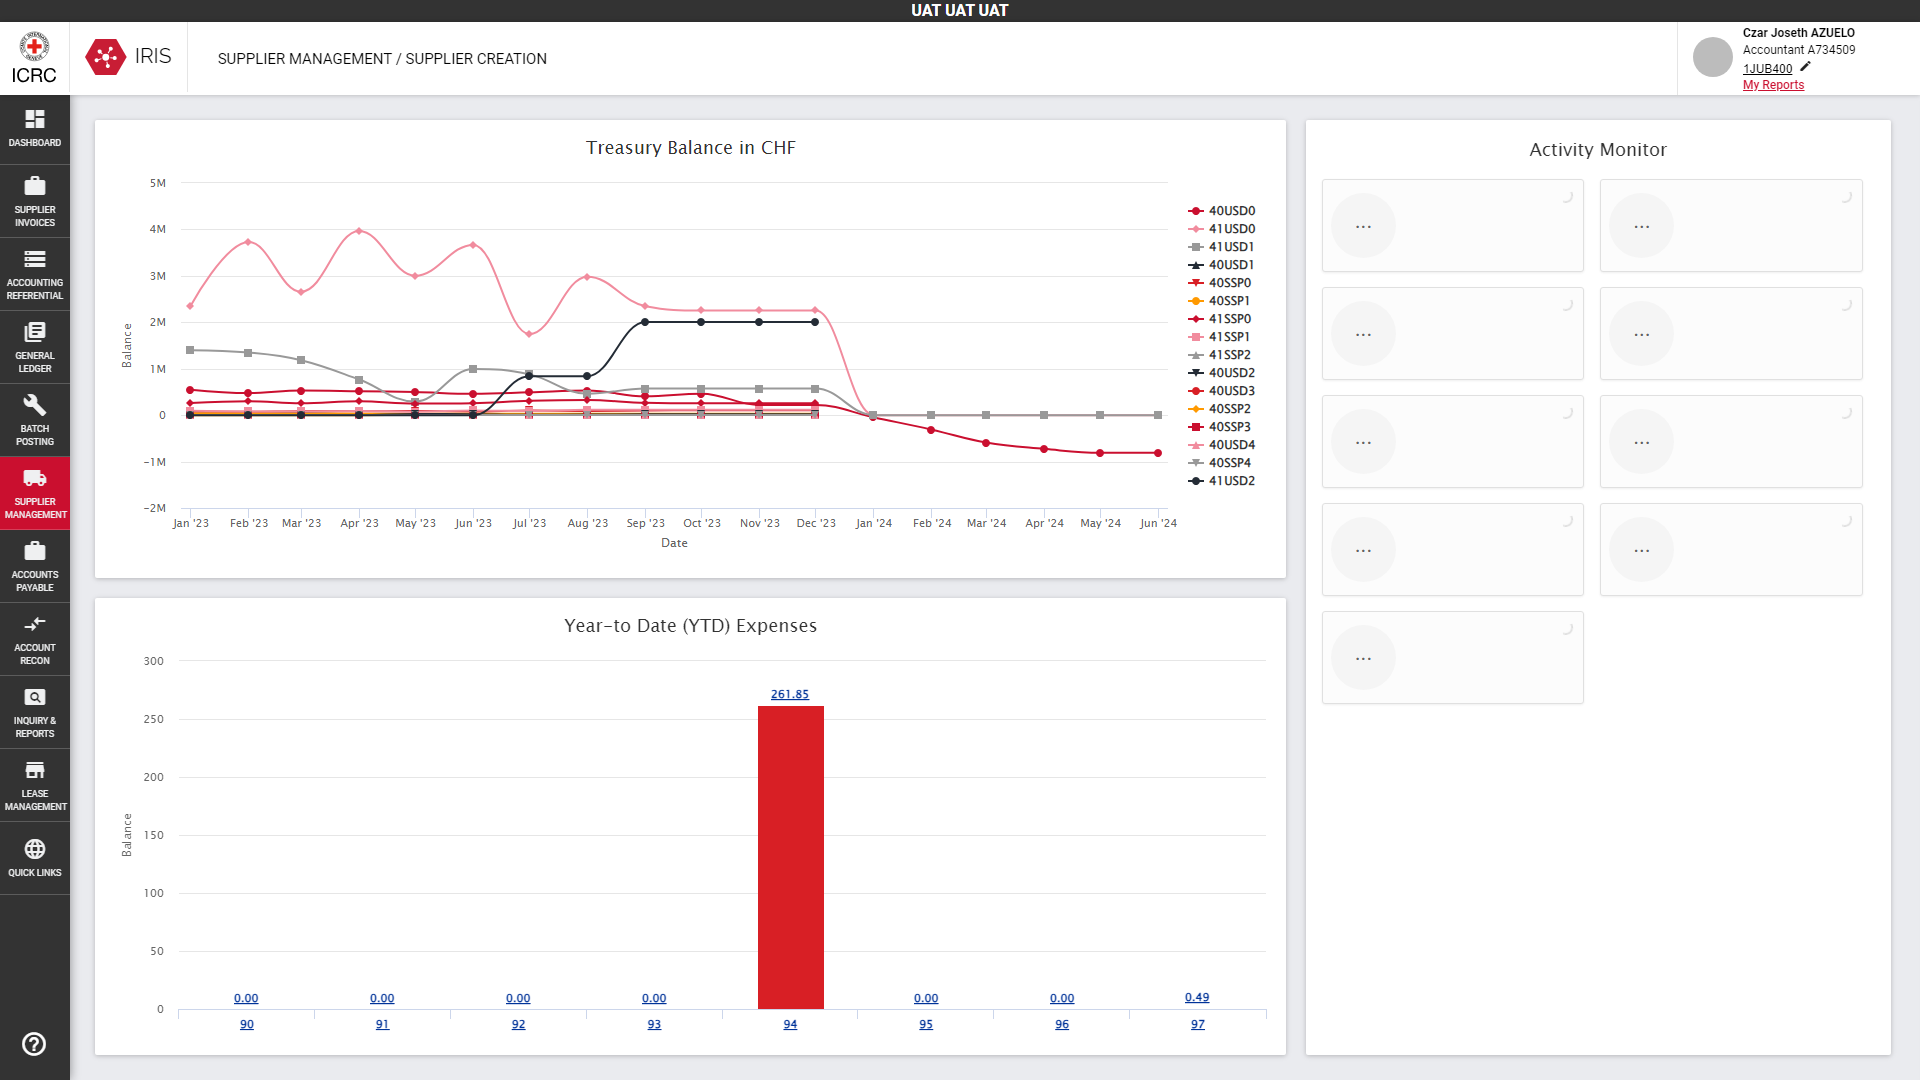 UAT UAT UAT
ICRC
IRIS
SUPPLIER MANAGEMENT / SUPPLIER CREATION
Czar Joseth AZUELO
Accountant A734509
1JUB400
My Reports
DASHBOARD
SUPPLIER
INVOICES
ACCOUNTING
REFERENTIAL
GENERAL
LEDGER
BATCH
POSTING
SUPPLIER
MANAGEMENT
ACCOUNTS
PAYABLE
ACCOUNT
RECON
INQUIRY &
REPORTS
LEASE
MANAGEMENT
QUICK LINKS
Treasury Balance in CHF
5M
4M
3M
2M
1M
0
-1M
-2M
Balance
Jan '23 Feb '23 Mar '23 Apr '23 May '23 Jun '23 Jul '23 Aug '23 Sep '23 Oct '23 Nov '23 Dec '23 Jan '24 Feb '24 Mar '24 Apr '24 May '24 Jun '24
Date
40USD0
41USD0
41USD1
40USD1
40SSP0
40SSP1
41SSP0
41SSP1
41SSP2
40USD2
40USD3
40SSP2
40SSP3
40USD4
40SSP4
41USD2
Year-to Date (YTD) Expenses
300
250
200
150
100
50
0
Balance
0.00 0.00 0.00 0.00 261.85 0.00 0.00 0.49
90 91 92 93 94 95 96 97
Activity Monitor
... ...
... ...
... ...
... ...
...